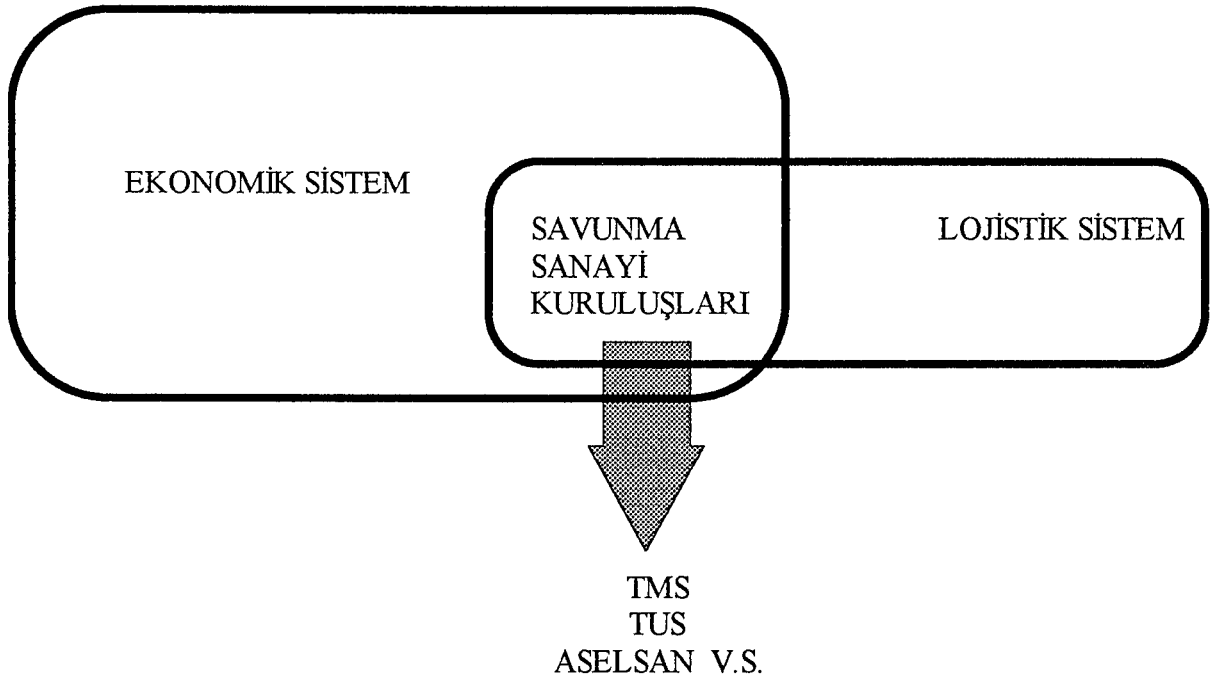 EKONOMİK SİSTEM
SAVUNMA
SANAYİ
KURULUŞLARI
LOJİSTİK SİSTEM
TMS
TUS
ASELSAN V.S.